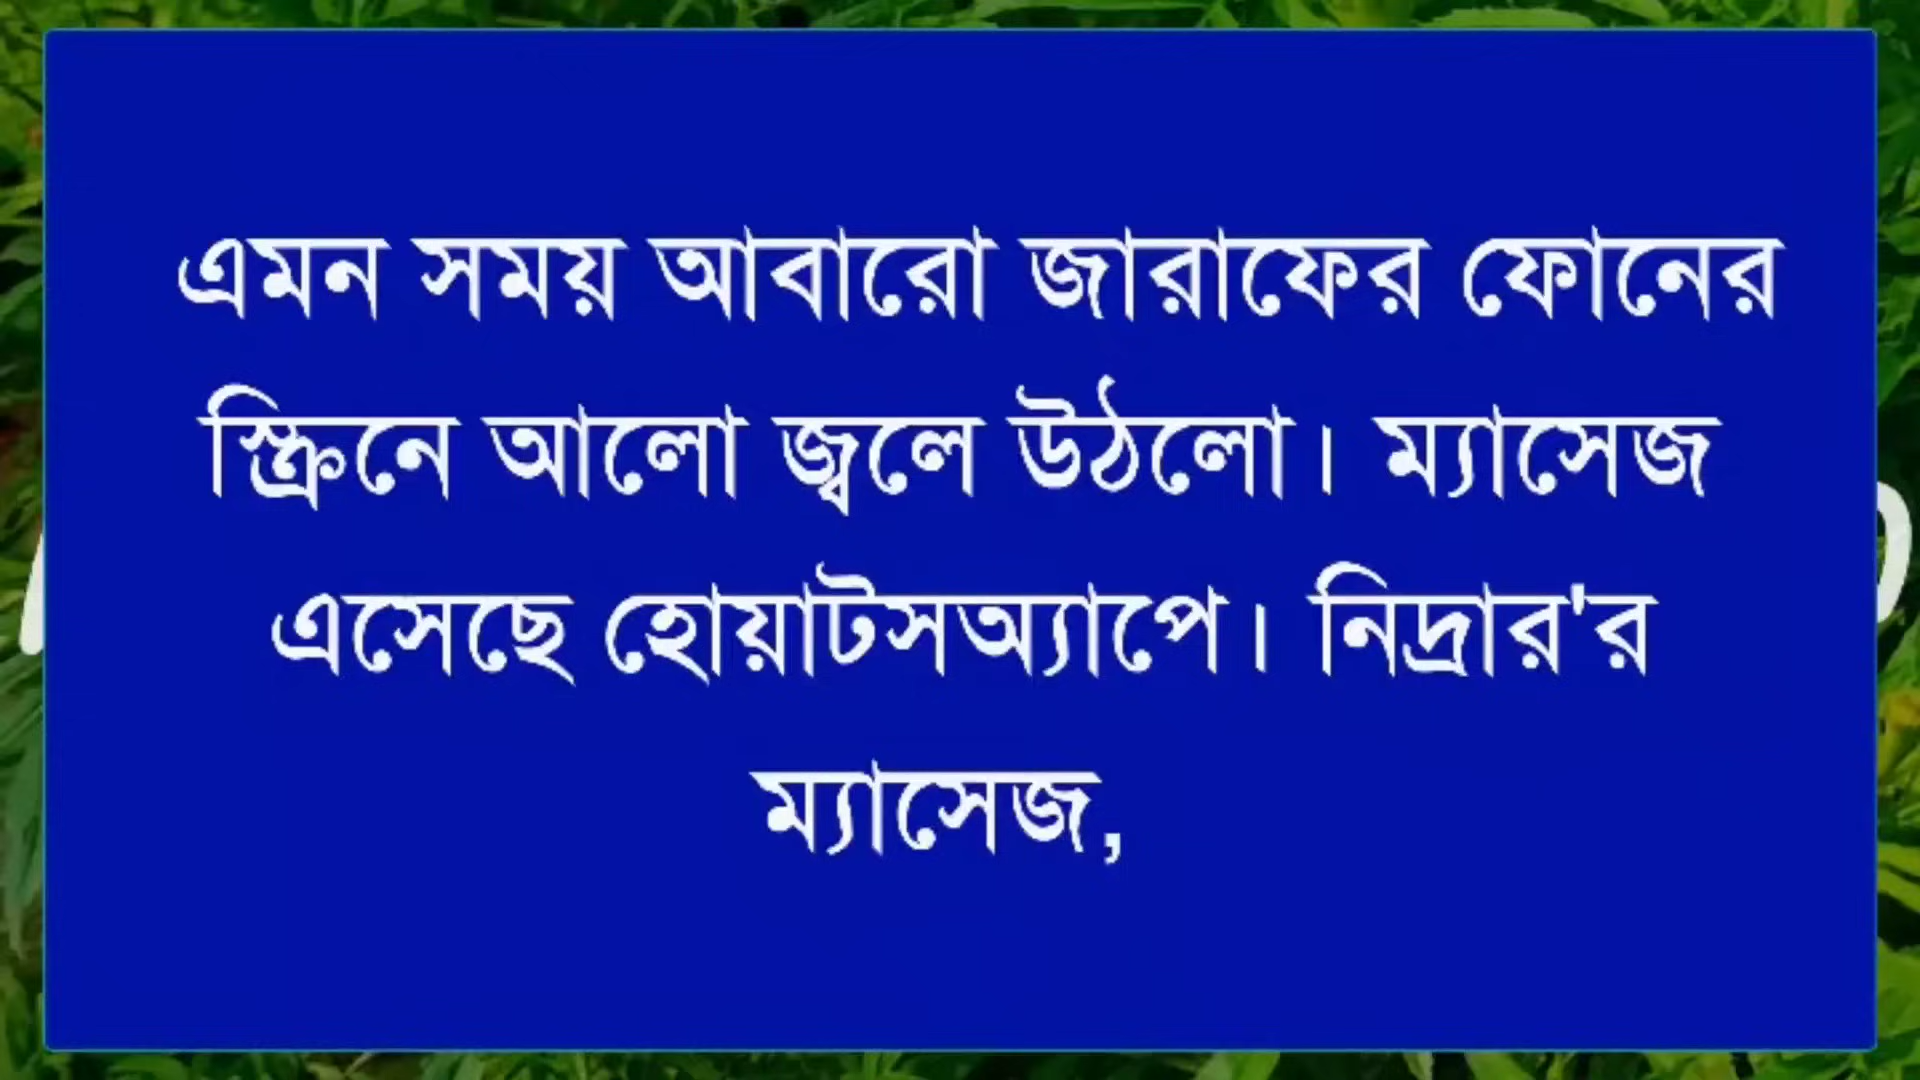 এমন সময় আবারো জারাফের ফোনের
স্ক্রিনে আলো জ্বলে উঠলো। ম্যাসেজ
এসেছে হোয়াটসঅ্যাপে। নিদ্রার'র
ম্যাসেজ,